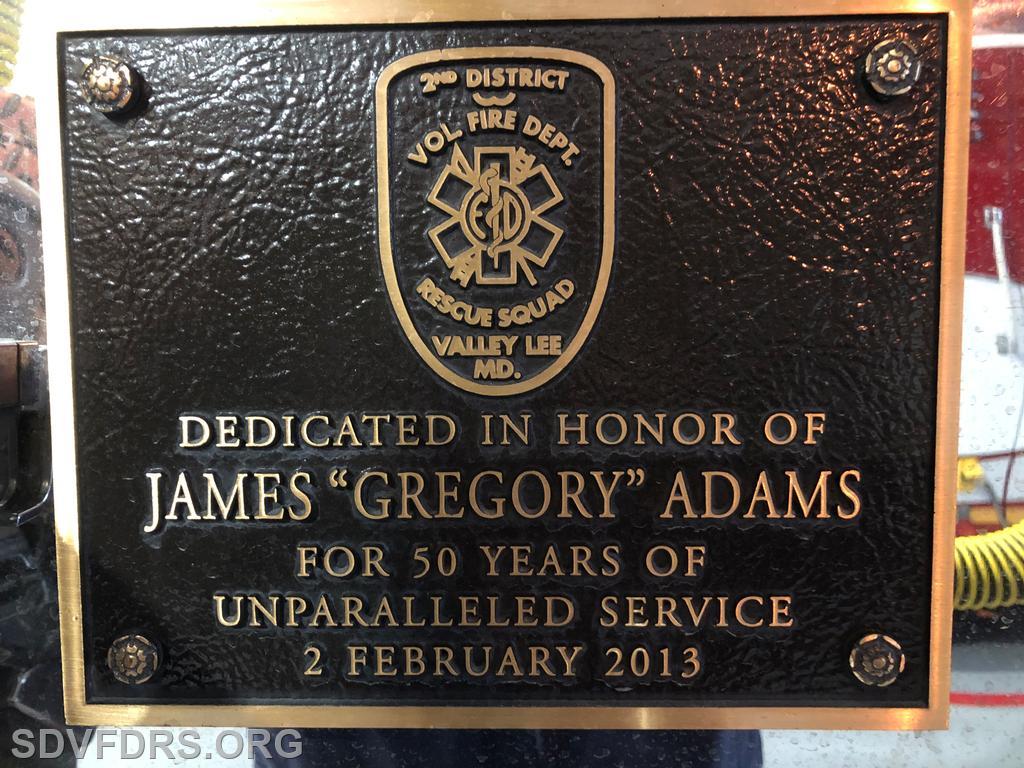 2ND DISTRICT
VOL. FIRE DEPT.
F D
RESCUE SQUAD
VALLEY LEE
MD.
DEDICATED IN HONOR OF
JAMES “GREGORY” ADAMS
FOR 50 YEARS OF
UNPARALLELED SERVICE
2 FEBRUARY 2013
SDVFDRS.ORG